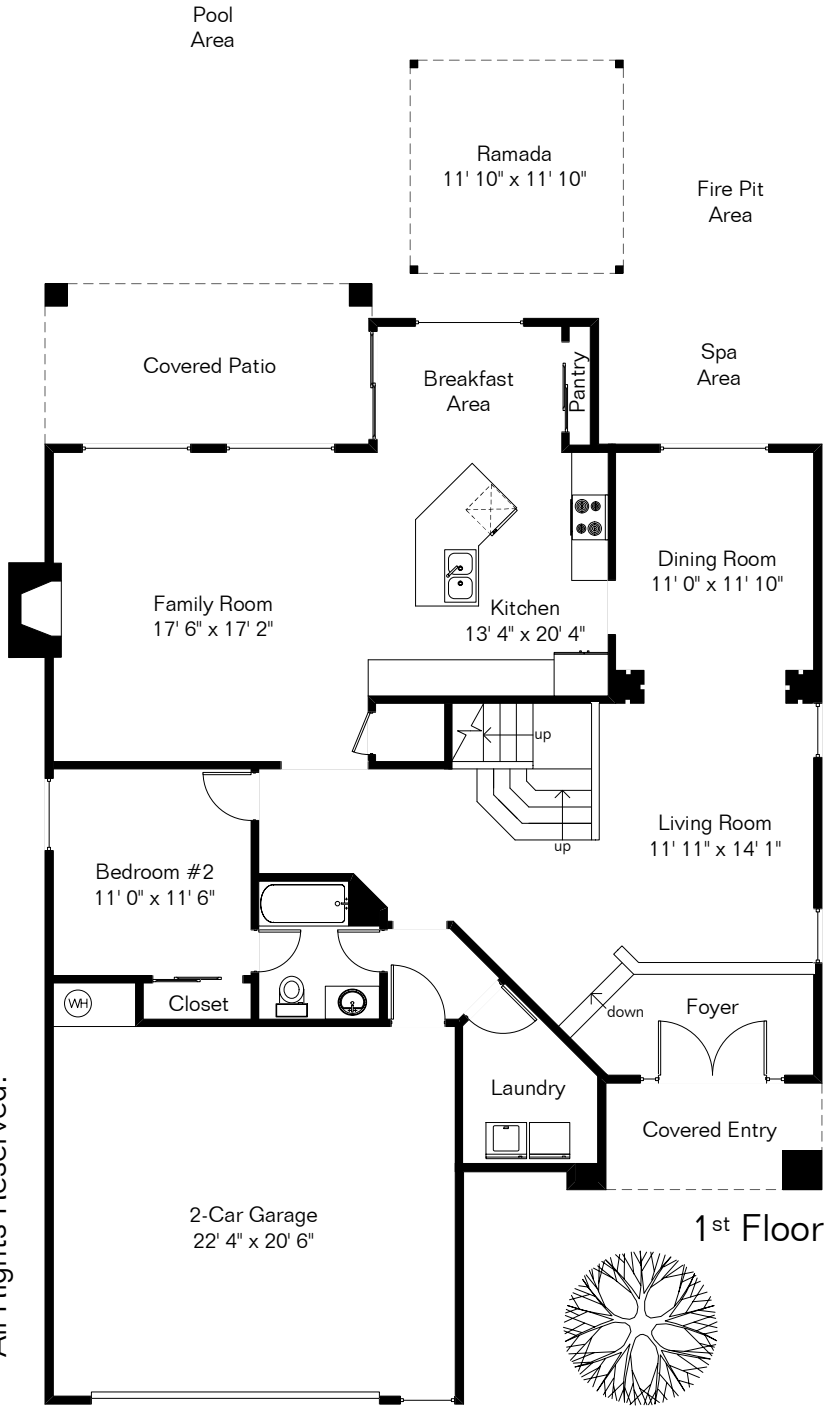 Pool
Area
Ramada
11' 10" x 11' 10"
Fire Pit
Area
Covered Patio
Breakfast
Area
Pantry
Spa
Area
Dining Room
11' 0" x 11' 10"
Family Room
17' 6" x 17' 2"
Kitchen
13' 4" x 20' 4"
up
up
Living Room
11' 11" x 14' 1"
Bedroom #2
11' 0" x 11' 6"
WH
Closet
down
Foyer
Laundry
Covered Entry
2-Car Garage
22' 4" x 20' 6"
1st Floor
All Rights Reserved.